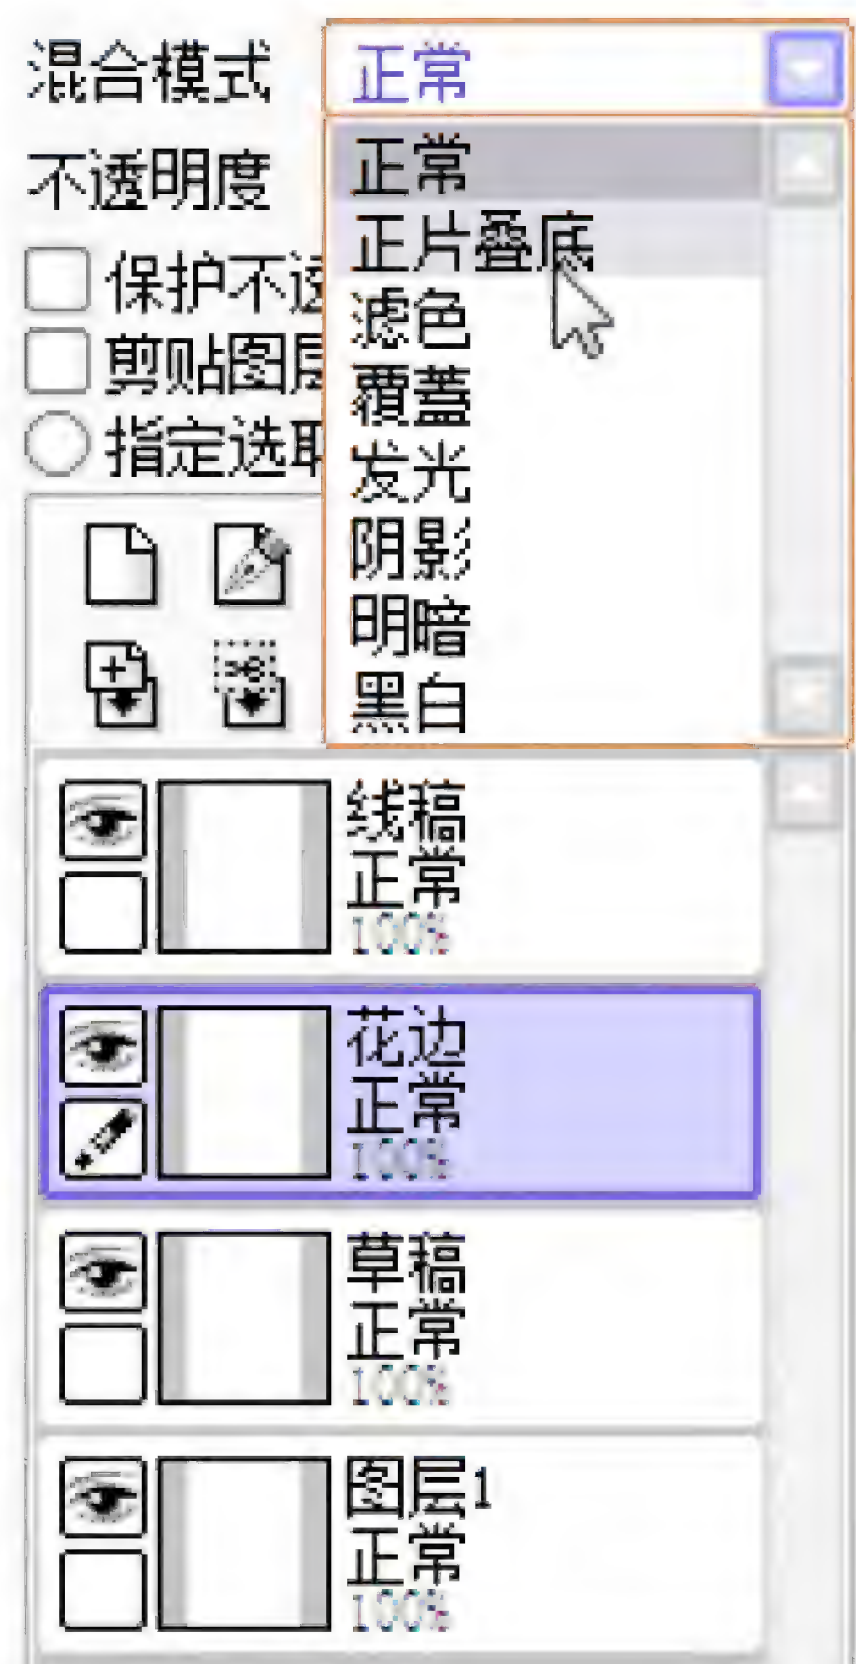 混合模式 正常
不透明度
保护不透
剪贴图层
指定选取
正常
正片叠底
滤色
覆蓋
发光
阴影
明暗
黑白
线稿
正常
100%
花边
正常
100%
草稿
正常
100%
图层1
正常
100%